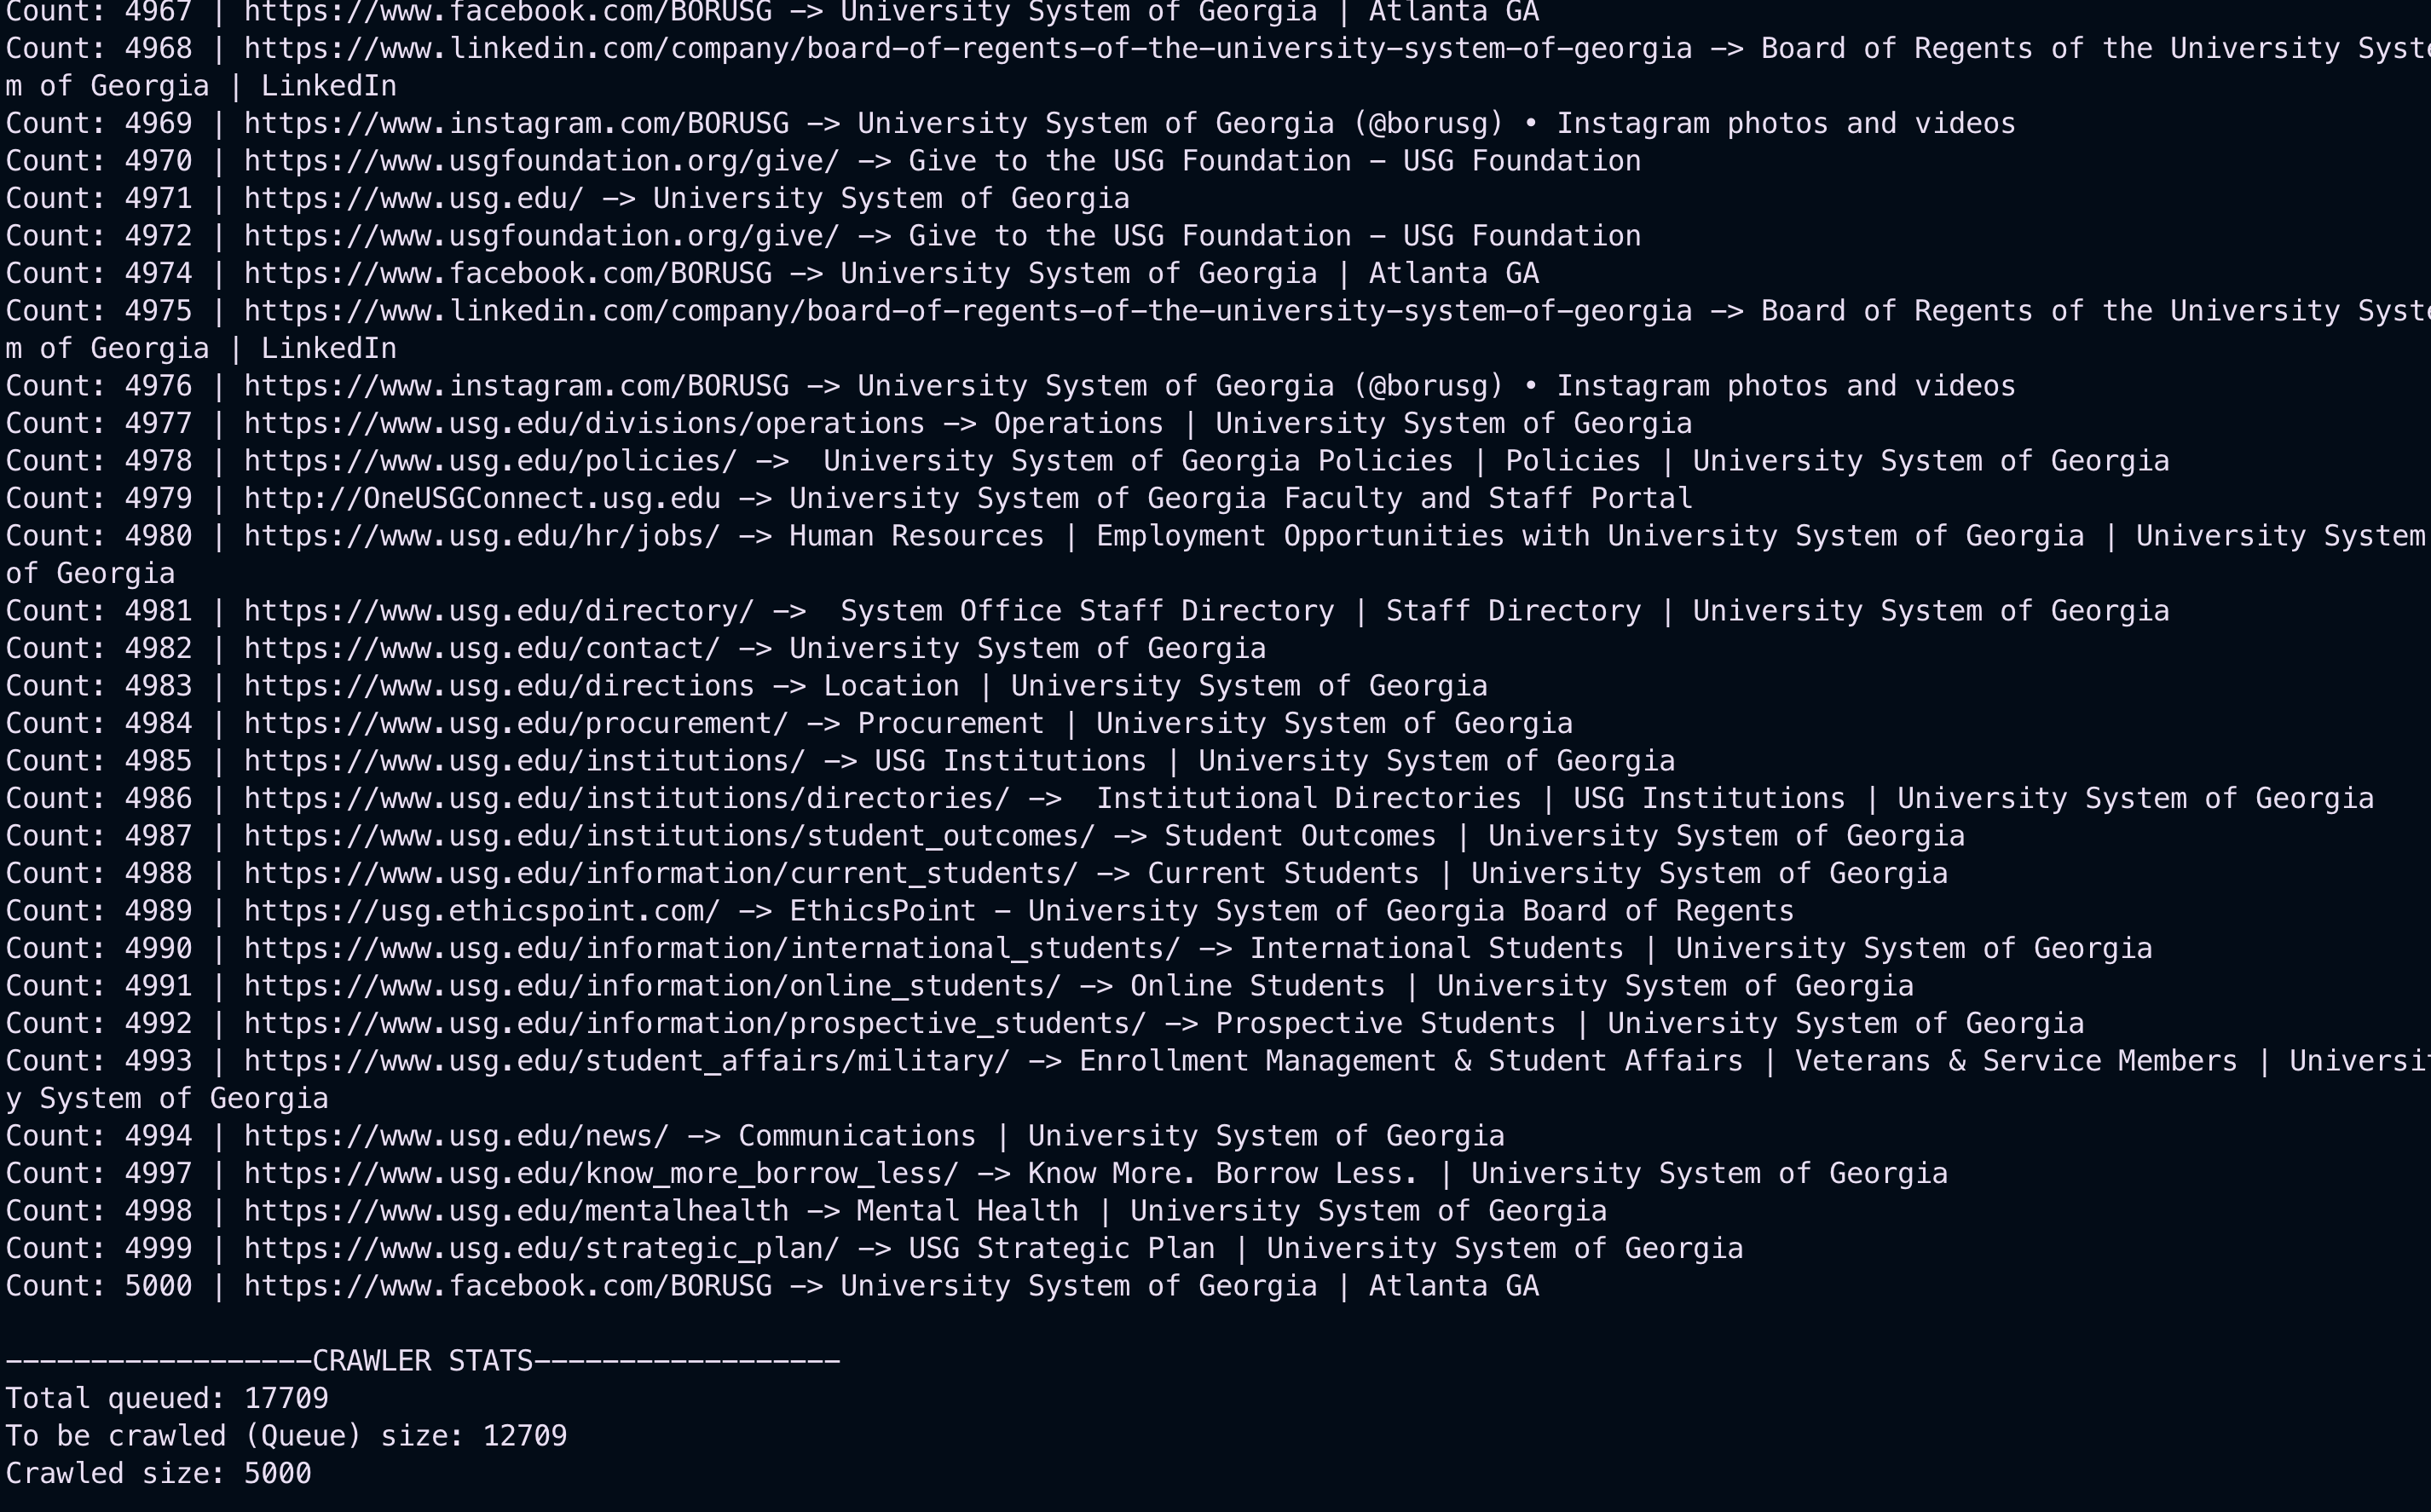 Count: 4967 | https://www.facebook.com/BORUSG -> University System of Georgia | Atlanta GA
Count: 4968 | https://www.linkedin.com/company/board-of-regents-of-the-university-system-of-georgia -> Board of Regents of the University Syste
m of Georgia | LinkedIn
Count: 4969 | https://www.instagram.com/BORUSG -> University System of Georgia (@borusg) • Instagram photos and videos
Count: 4970 | https://www.usgfoundation.org/give/ -> Give to the USG Foundation - USG Foundation
Count: 4971 | https://www.usg.edu/ -> University System of Georgia
Count: 4972 | https://www.usgfoundation.org/give/ -> Give to the USG Foundation - USG Foundation
Count: 4974 | https://www.facebook.com/BORUSG -> University System of Georgia | Atlanta GA
Count: 4975 | https://www.linkedin.com/company/board-of-regents-of-the-university-system-of-georgia -> Board of Regents of the University Syste
m of Georgia | LinkedIn
Count: 4976 | https://www.instagram.com/BORUSG -> University System of Georgia (@borusg) • Instagram photos and videos
Count: 4977 | https://www.usg.edu/divisions/operations -> Operations | University System of Georgia
Count: 4978 | https://www.usg.edu/policies/ ->  University System of Georgia Policies | Policies | University System of Georgia
Count: 4979 | http://OneUSGConnect.usg.edu -> University System of Georgia Faculty and Staff Portal
Count: 4980 | https://www.usg.edu/hr/jobs/ -> Human Resources | Employment Opportunities with University System of Georgia | University System
of Georgia
Count: 4981 | https://www.usg.edu/directory/ ->  System Office Staff Directory | Staff Directory | University System of Georgia
Count: 4982 | https://www.usg.edu/contact/ -> University System of Georgia
Count: 4983 | https://www.usg.edu/directions -> Location | University System of Georgia
Count: 4984 | https://www.usg.edu/procurement/ -> Procurement | University System of Georgia
Count: 4985 | https://www.usg.edu/institutions/ -> USG Institutions | University System of Georgia
Count: 4986 | https://www.usg.edu/institutions/directories/ ->  Institutional Directories | USG Institutions | University System of Georgia
Count: 4987 | https://www.usg.edu/institutions/student_outcomes/ -> Student Outcomes | University System of Georgia
Count: 4988 | https://www.usg.edu/information/current_students/ -> Current Students | University System of Georgia
Count: 4989 | https://usg.ethicspoint.com/ -> EthicsPoint - University System of Georgia Board of Regents
Count: 4990 | https://www.usg.edu/information/international_students/ -> International Students | University System of Georgia
Count: 4991 | https://www.usg.edu/information/online_students/ -> Online Students | University System of Georgia
Count: 4992 | https://www.usg.edu/information/prospective_students/ -> Prospective Students | University System of Georgia
Count: 4993 | https://www.usg.edu/student_affairs/military/ -> Enrollment Management & Student Affairs | Veterans & Service Members | Universit
y System of Georgia
Count: 4994 | https://www.usg.edu/news/ -> Communications | University System of Georgia
Count: 4997 | https://www.usg.edu/know_more_borrow_less/ -> Know More. Borrow Less. | University System of Georgia
Count: 4998 | https://www.usg.edu/mentalhealth -> Mental Health | University System of Georgia
Count: 4999 | https://www.usg.edu/strategic_plan/ -> USG Strategic Plan | University System of Georgia
Count: 5000 | https://www.facebook.com/BORUSG -> University System of Georgia | Atlanta GA
------------------CRAWLER STATS------------------
Total queued: 17709
To be crawled (Queue) size: 12709
Crawled size: 5000